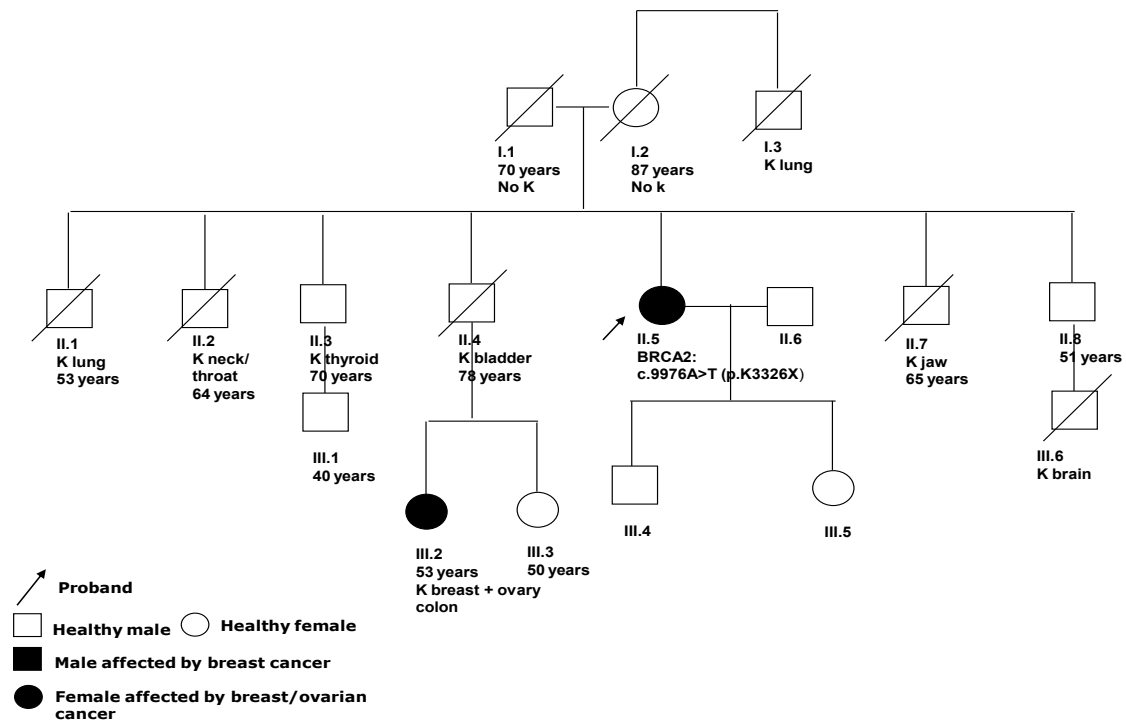 I.1
70 years
No K
I.2
87 years
No k
I.3
K lung
II.1
K lung
53 years
II.2
K neck/
throat
64 years
II.3
K thyroid
70 years
II.4
K bladder
78 years
II.5
BRCA2:
c.9976A>T (p.K3326X)
II.6
II.7
K jaw
65 years
II.8
51 years
III.1
40 years
III.2
53 years
K breast + ovary
colon
III.3
50 years
III.4
III.5
III.6
K brain
Proband
Healthy male
Healthy female
Male affected by breast cancer
Female affected by breast/ovarian
cancer